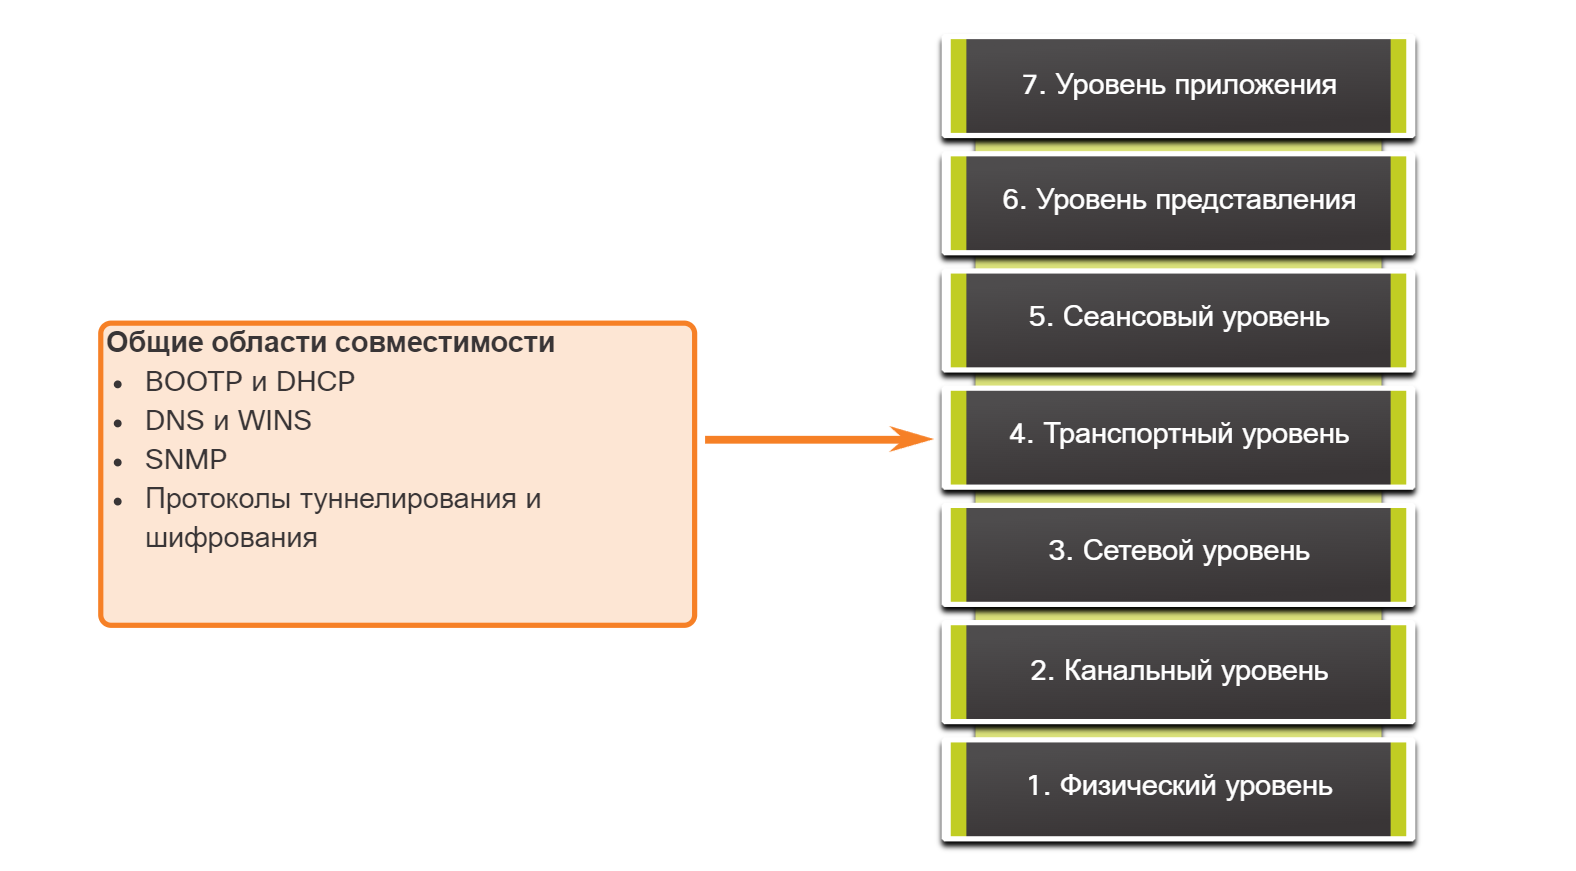 Общие области совместимости
• BOOTP и DHCP
• DNS и WINS
• SNMP
• Протоколы туннелирования и
шифрования
7. Уровень приложения
6. Уровень представления
5. Сеансовый уровень
4. Транспортный уровень
3. Сетевой уровень
2. Канальный уровень
1. Физический уровень